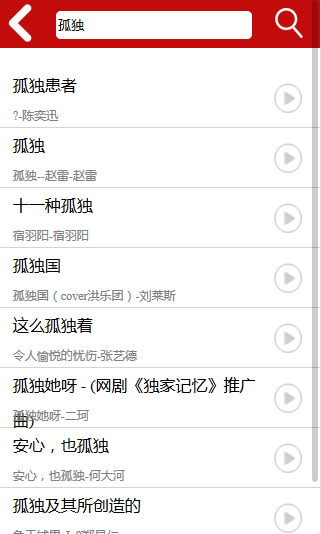 孤独
孤独患者
?-陈奕迅
孤独
孤独--赵雷-赵雷
十一种孤独
宿羽阳-宿羽阳
孤独国
孤独国（cover洪乐团）-刘莱斯
这么孤独着
令人愉悦的忧伤-张艺德
孤独她呀 - (网剧《独家记忆》推广
曲)
孤独她呀-二珂
安心，也孤独
安心，也孤独-何大河
孤独及其所创造的